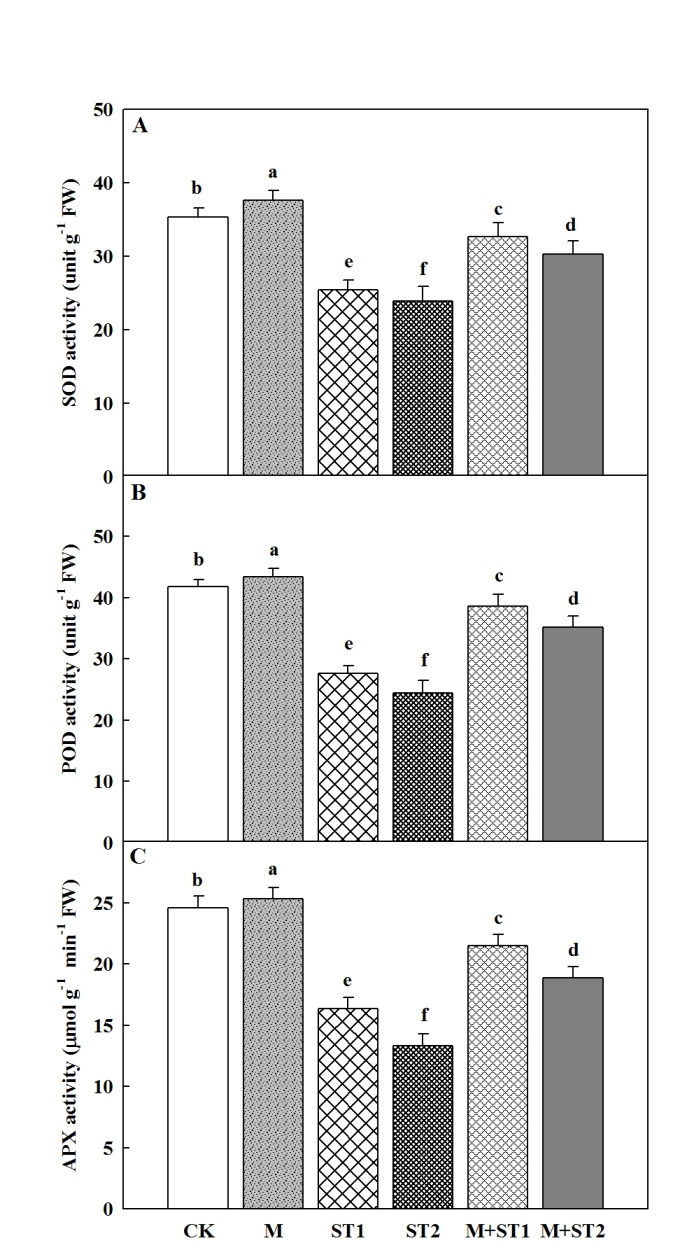 A
50
40
30
20
10
0
SOD activity (unit g-1 FW)
b
a
e
f
c
d
B
50
40
30
20
10
0
POD activity (unit g-1 FW)
b
a
e
f
c
d
C
25
20
15
10
5
0
APX activity (µmol g-1 min-1 FW)
b
a
e
f
c
d
CK M ST1 ST2 M+ST1 M+ST2